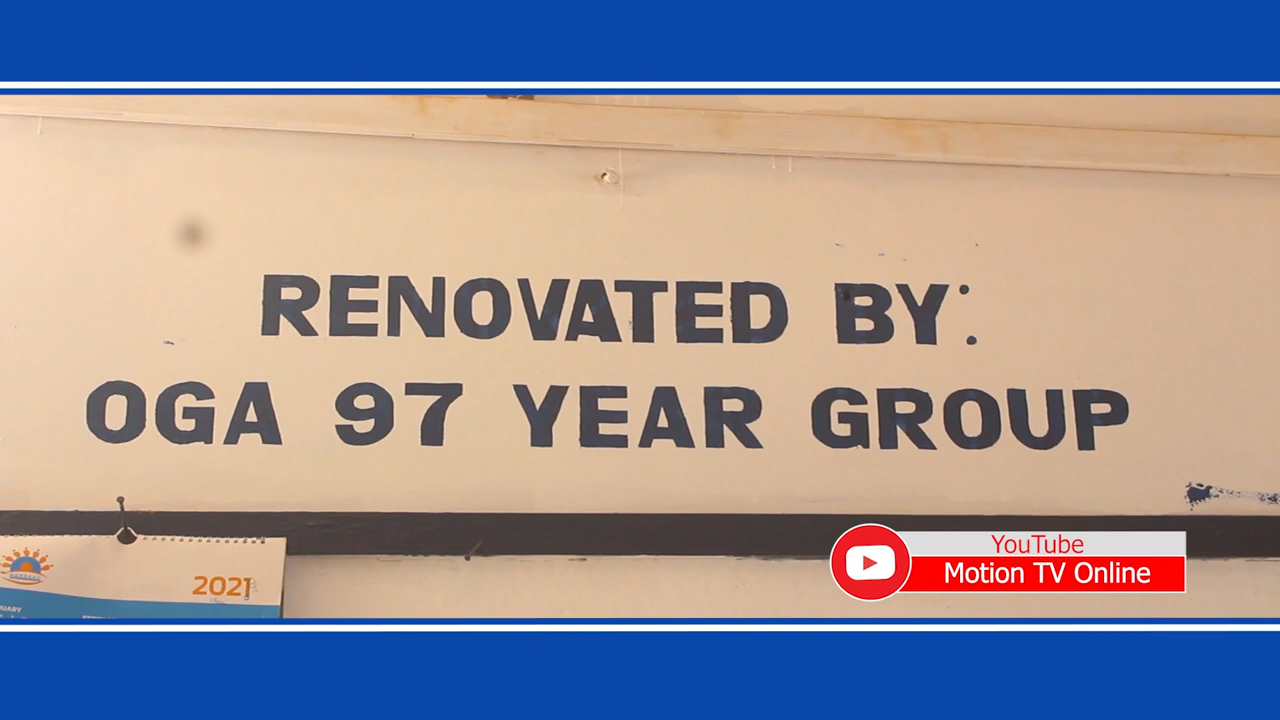 RENOVATED BY:
OGA 97 YEAR GROUP
2021
YouTube
Motion TV Online